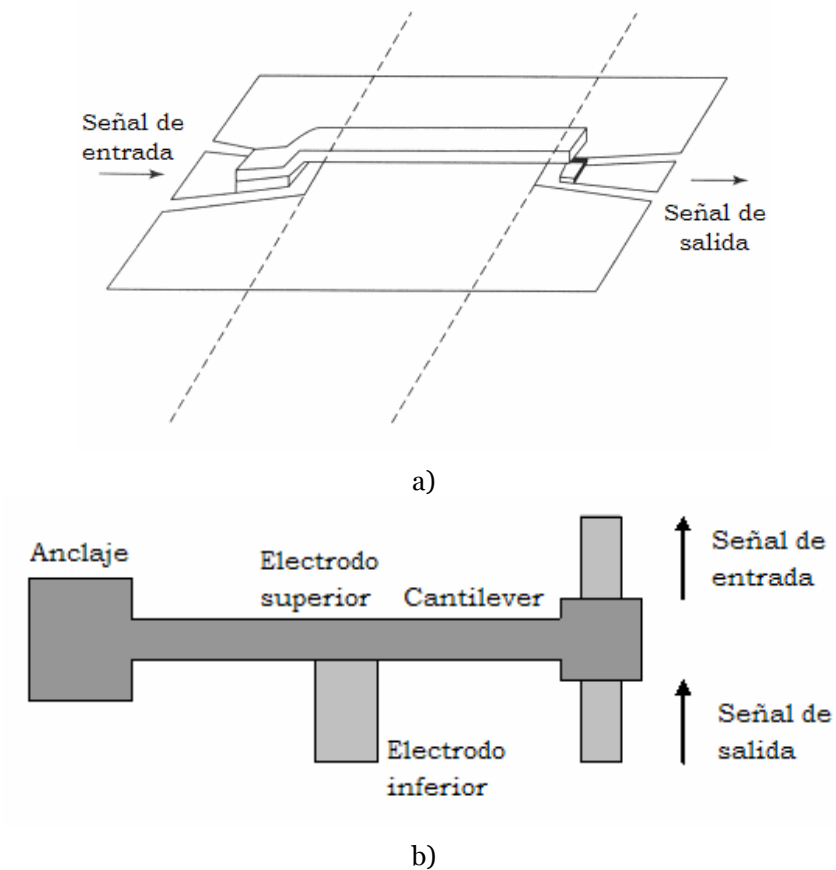 Señal de
entrada
Señal de
salida
a)
Anclaje
Electrodo
superior
Cantilever
Señal de
entrada
Electrodo
inferior
Señal de
salida
b)